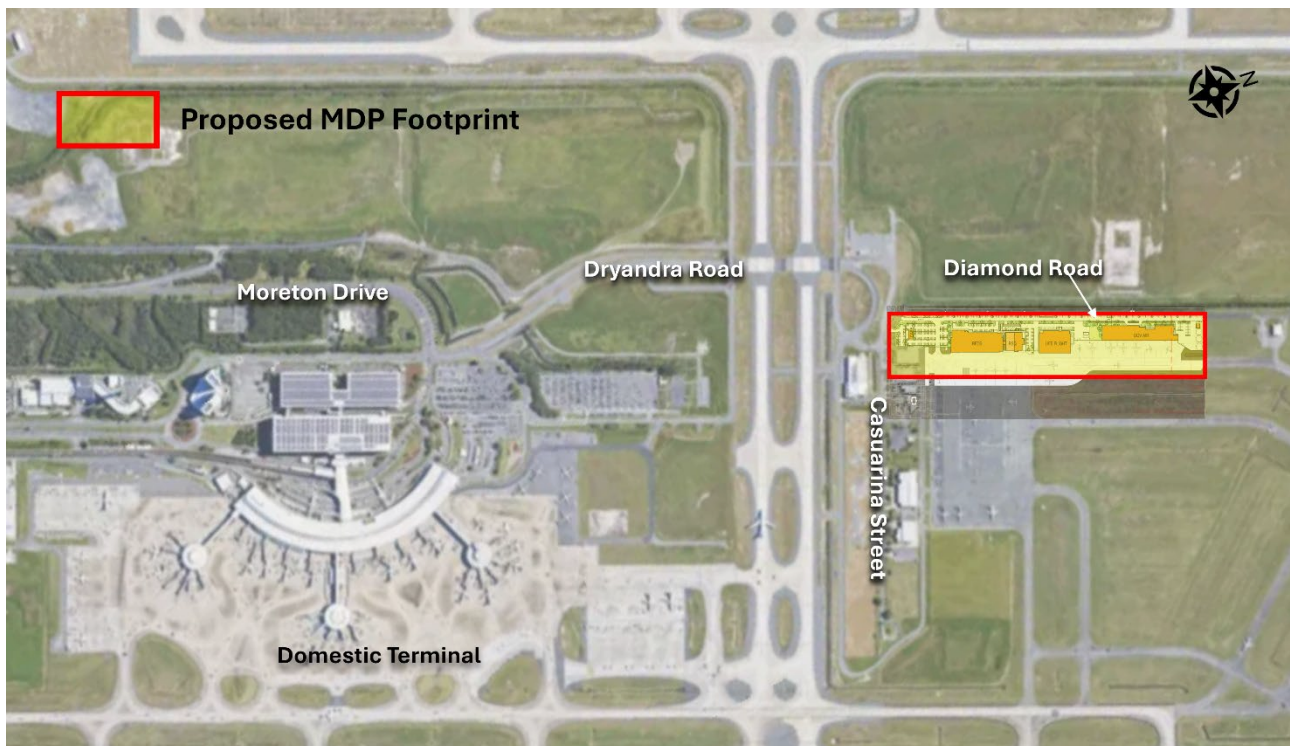 N
Proposed MDP Footprint
Dryandra Road
Diamond Road
Moreton Drive
Casuarina Street
Domestic Terminal